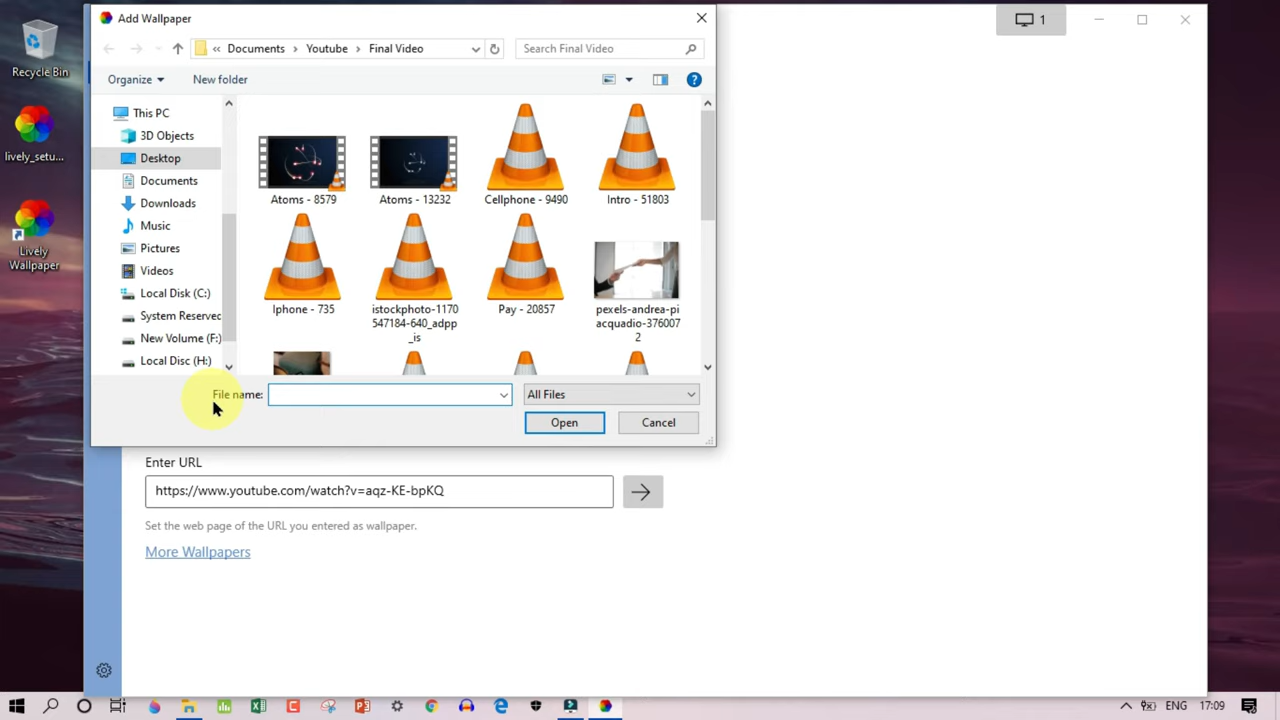 Recycle Bin
lively_setu...
Lively
Wallpaper
Add Wallpaper
1
« Documents > Youtube > Final Video
Search Final Video
Organize
New folder
This PC
3D Objects
Desktop
Documents
Downloads
Music
Pictures
Videos
Local Disk (C:)
System Reserved
New Volume (F:)
Local Disc (H:)
Atoms - 8579
Atoms - 13232
Cellphone - 9490
Intro - 51803
Iphone - 735
istockphoto-1170
547184-640_adpp
_is
Pay - 20857
pexels-andrea-pi
acquadio-376007
2
File name:
All Files
Open
Cancel
Enter URL
https://www.youtube.com/watch?v=aqz-KE-bpKQ
Set the web page of the URL you entered as wallpaper.
More Wallpapers
ENG
17:09